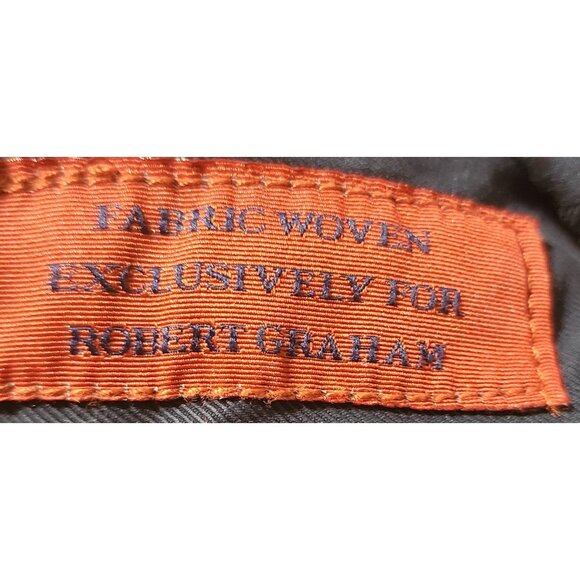 FABRIC WOVEN
EXCLUSIVELY FOR
ROBERT GRAHAM